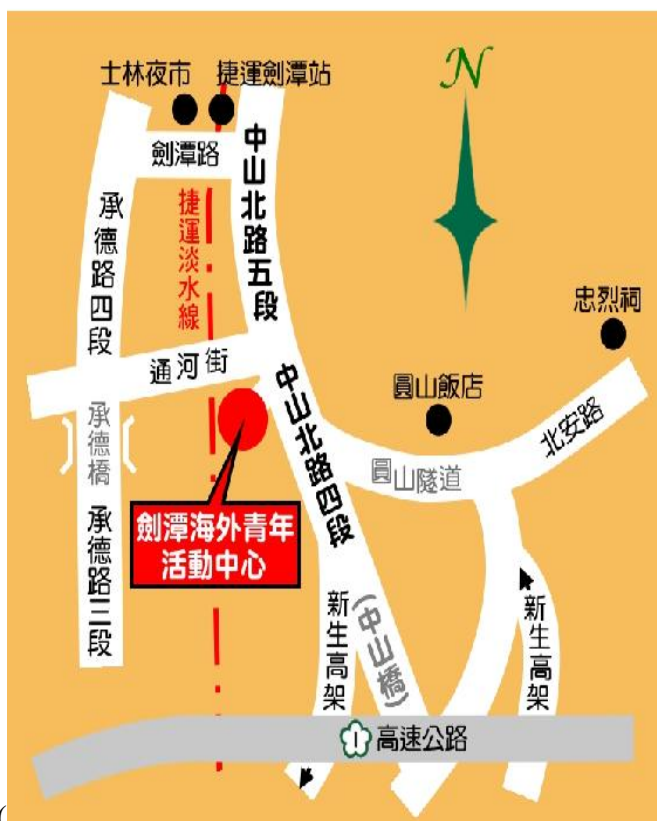 士林夜市
捷運劍潭站
N
劍潭路
中山北路五段
承德路四段
捷運淡水線
忠烈祠
通河街
圓山飯店
中山北路四段
北安路
承德橋
圓山隧道
劍潭海外青年
活動中心
承德路三段
新生高架
(中山橋)
新生高架
1
高速公路
(